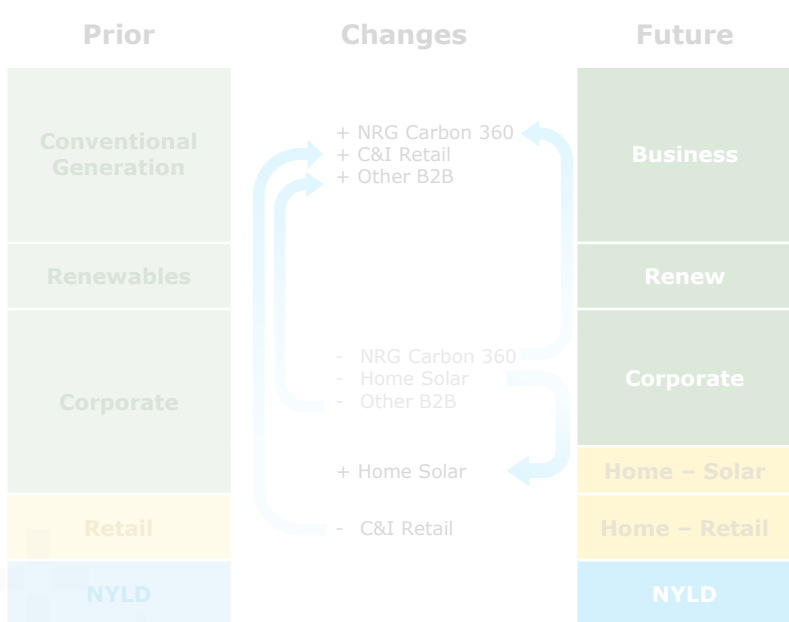 Prior
Changes
Future
Conventional
Generation
+ NRG Carbon 360
+ C&I Retail
+ Other B2B
Business
Renewables
Renew
Corporate
- NRG Carbon 360
- Home Solar
- Other B2B
Corporate
+ Home Solar
Home – Solar
Retail
- C&I Retail
Home – Retail
NYLD
NYLD